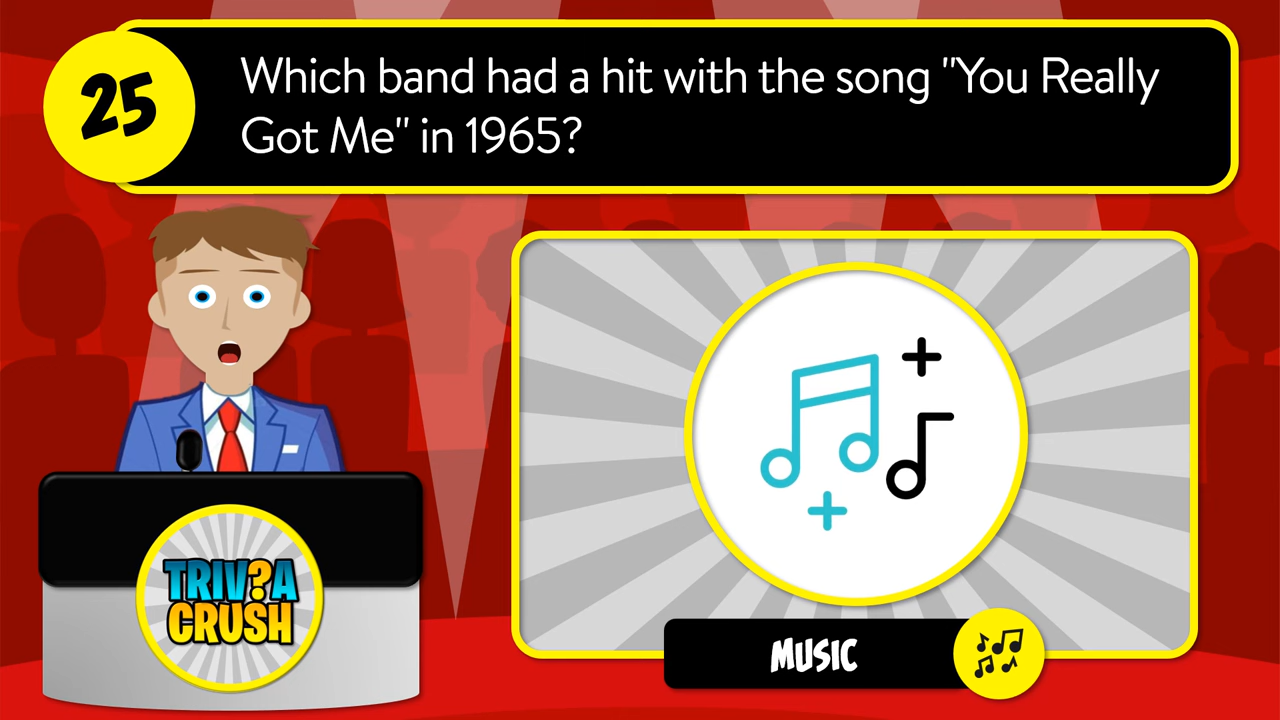 25
Which band had a hit with the song "You Really
Got Me" in 1965?
TRIV?A
CRUSH
MUSIC